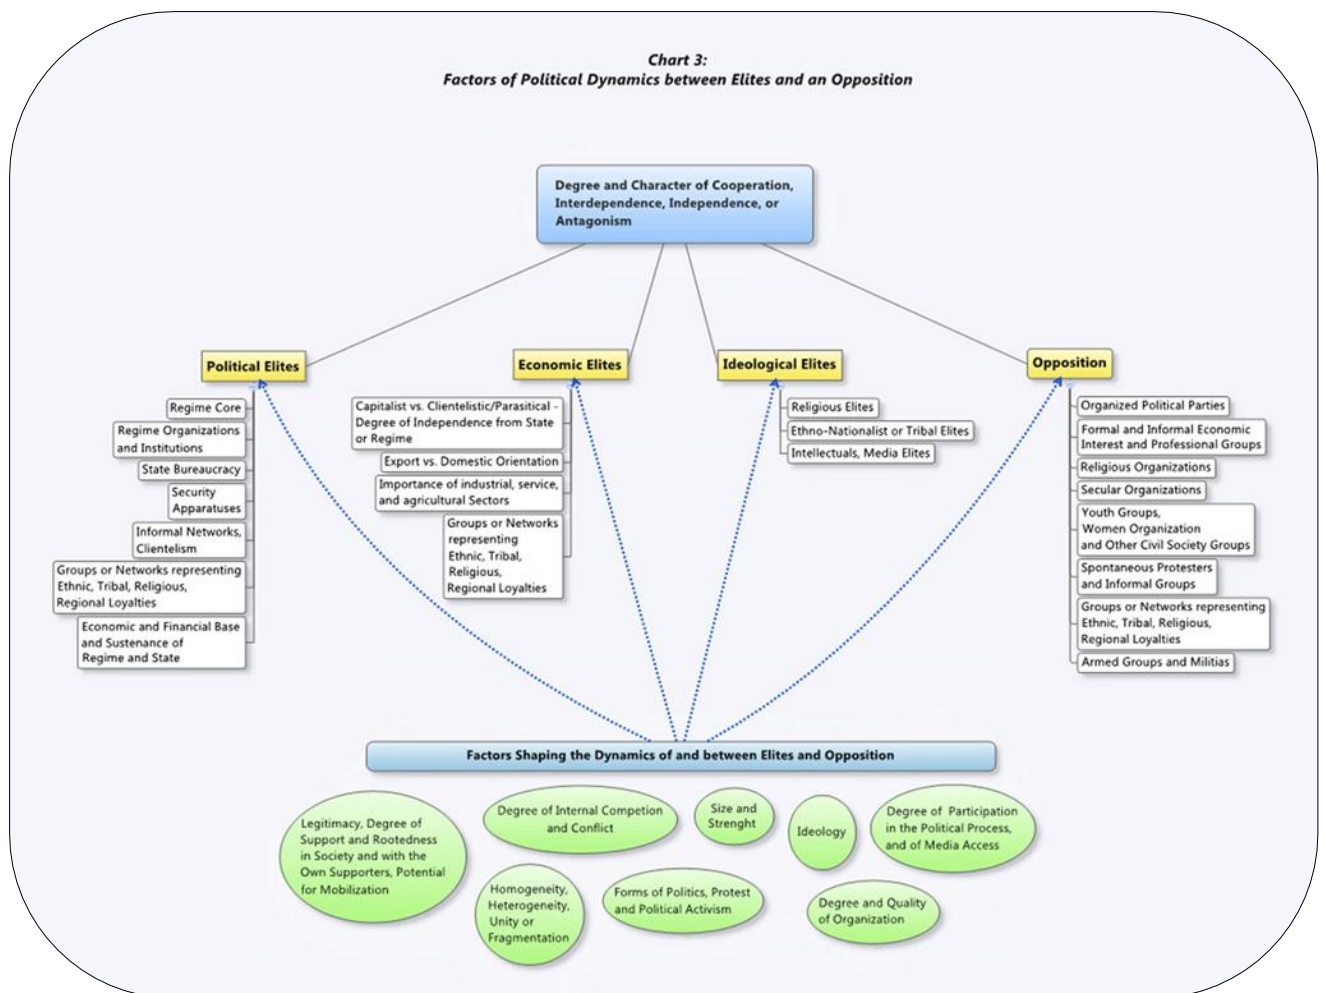 Chart 3:
Factors of Political Dynamics between Elites and an Opposition
Degree and Character of Cooperation,
Interdependence, Independence, or
Antagonism
Political Elites
Regime Core
Regime Organizations
and Institutions
State Bureaucracy
Security
Apparatuses
Informal Networks,
Clientelism
Groups or Networks representing
Ethnic, Tribal, Religious,
Regional Loyalties
Economic and Financial Base
and Sustenance of
Regime and State
Economic Elites
Capitalist vs. Clientelistic/Parasitical -
Degree of Independence from State
or Regime
Export vs. Domestic Orientation
Importance of industrial, service,
and agricultural Sectors
Groups or Networks
representing
Ethnic, Tribal,
Religious,
Regional Loyalties
Ideological Elites
Religious Elites
Ethno-Nationalist or Tribal Elites
Intellectuals, Media Elites
Opposition
Organized Political Parties
Formal and Informal Economic
Interest and Professional Groups
Religious Organizations
Secular Organizations
Youth Groups,
Women Organization
and Other Civil Society Groups
Spontaneous Protesters
and Informal Groups
Groups or Networks representing
Ethnic, Tribal, Religious,
Regional Loyalties
Armed Groups and Militias
Factors Shaping the Dynamics of and between Elites and Opposition
Legitimacy, Degree of
Support and Rootedness
in Society and with the
Own Supporters, Potential
for Mobilization
Degree of Internal Competion
and Conflict
Size and
Strenght
Ideology
Degree of Participation
in the Political Process,
and of Media Access
Homogeneity,
Heterogeneity,
Unity or
Fragmentation
Forms of Politics, Protest
and Political Activism
Degree and Quality
of Organization